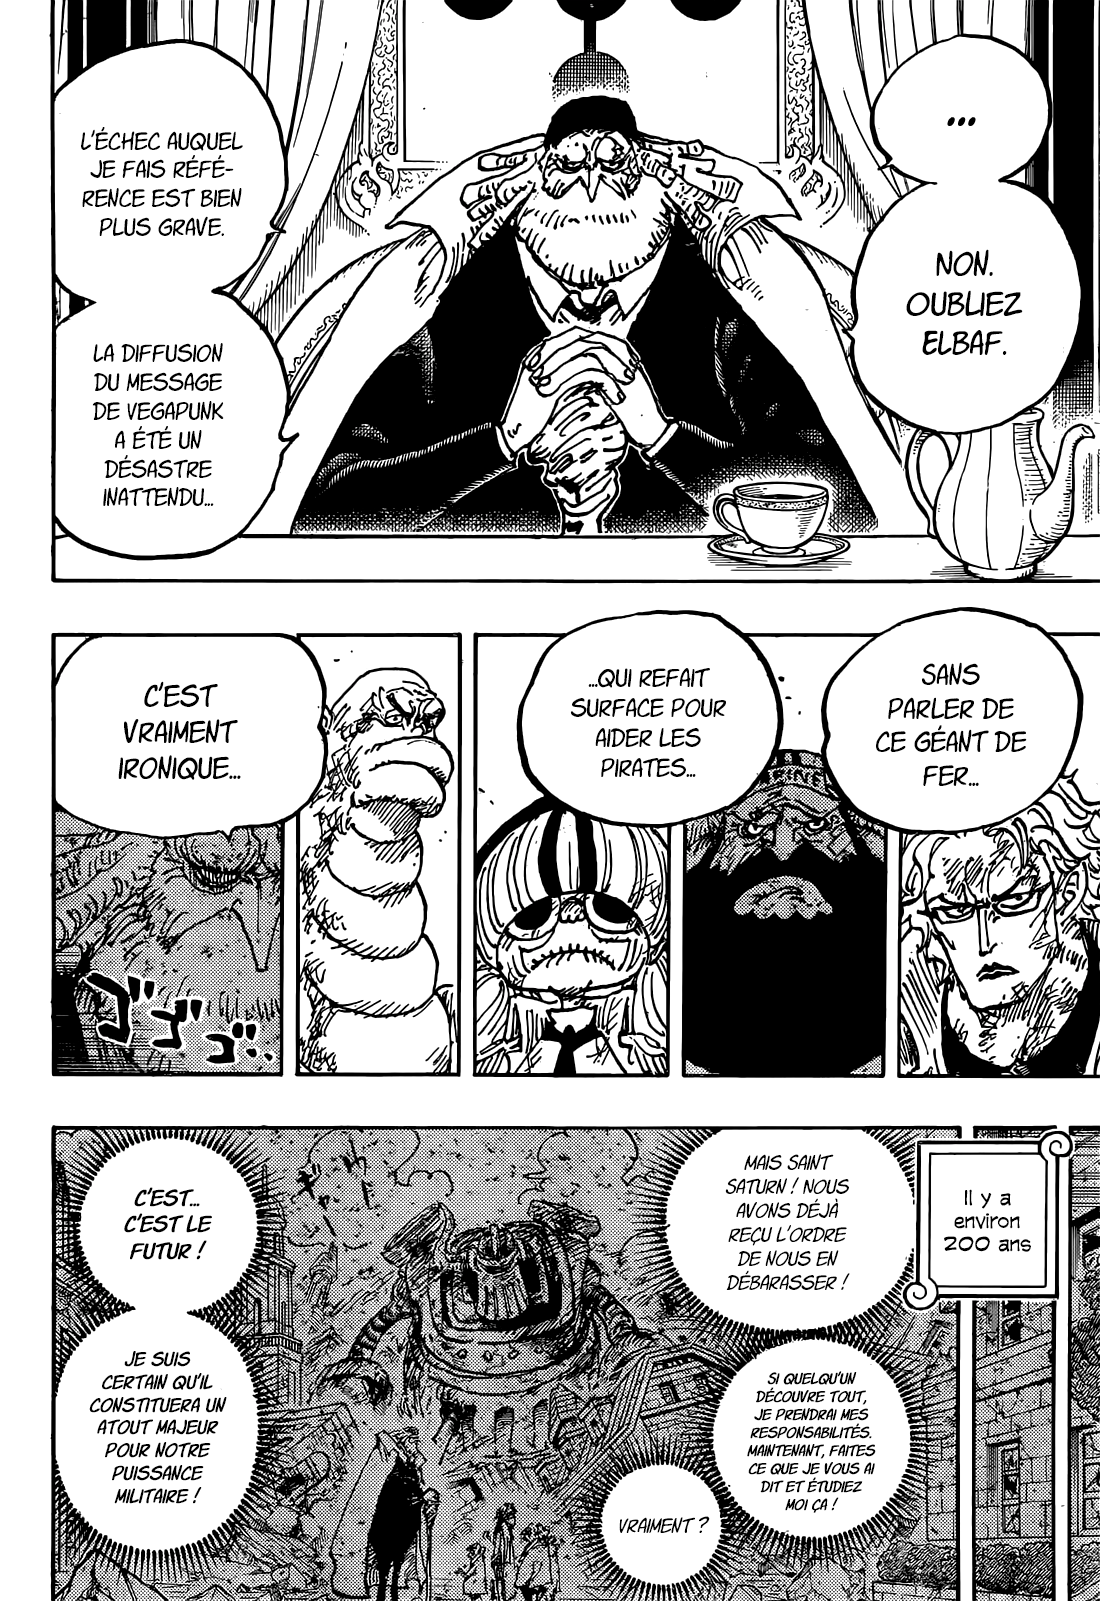 ...
NON.
OUBLIEZ
ELBAF.
L'ÉCHEC AUQUEL
JE FAIS RÉFÉ-
RENCE EST BIEN
PLUS GRAVE.
LA DIFFUSION
DU MESSAGE
DE VEGAPUNK
A ÉTÉ UN
DÉSASTRE
INATTENDU...
SANS
PARLER DE
CE GÉANT DE
FER...
...QUI REFAIT
SURFACE POUR
AIDER LES
PIRATES...
C'EST
VRAIMENT
IRONIQUE...
ゴゴゴ...
Il y a
environ
200 ans
MAIS SAINT
SATURN ! NOUS
AVONS DÉJÀ
REÇU L'ORDRE
DE NOUS EN
DÉBARASSER !
SI QUELQU'UN
DÉCOUVRE TOUT,
JE PRENDRAI MES
RESPONSABILITÉS.
MAINTENANT, FAITES
CE QUE JE VOUS AI
DIT ET ÉTUDIEZ
MOI ÇA !
VRAIMENT ?
C'EST...
C'EST LE
FUTUR !
JE SUIS
CERTAIN QU'IL
CONSTITUERA UN
ATOUT MAJEUR
POUR NOTRE
PUISSANCE
MILITAIRE !